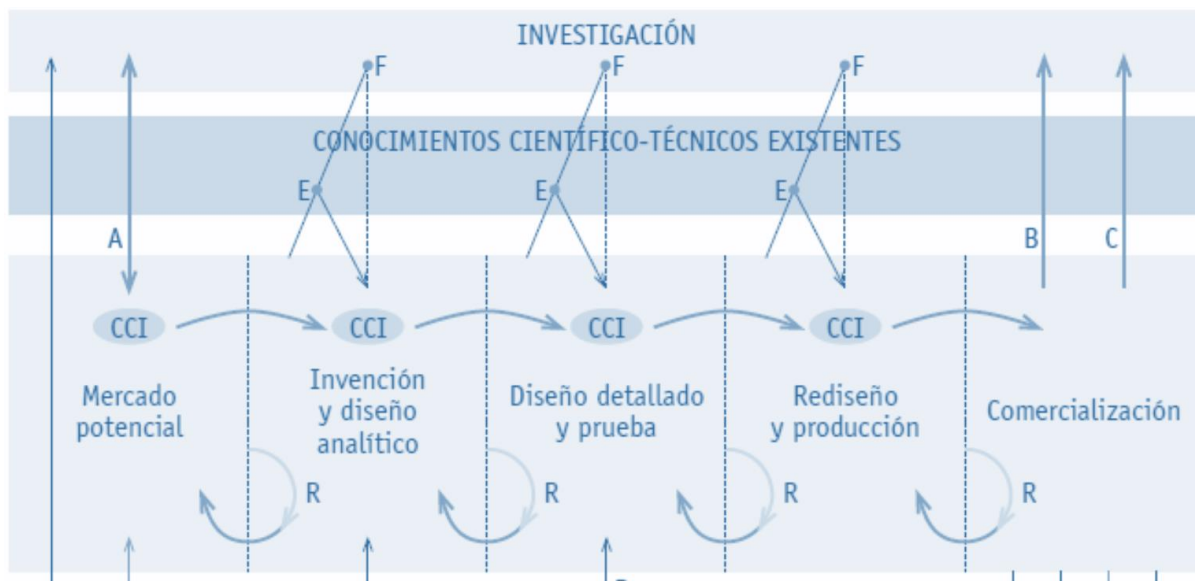 INVESTIGACIÓN
F
F
F
CONOCIMIENTOS CIENTÍFICO-TÉCNICOS EXISTENTES
E
E
E
A
B
C
CCI
CCI
CCI
CCI
Mercado
potencial
Invención
y diseño
analítico
Diseño detallado
y prueba
Rediseño
y producción
Comercialización
R
R
R
R